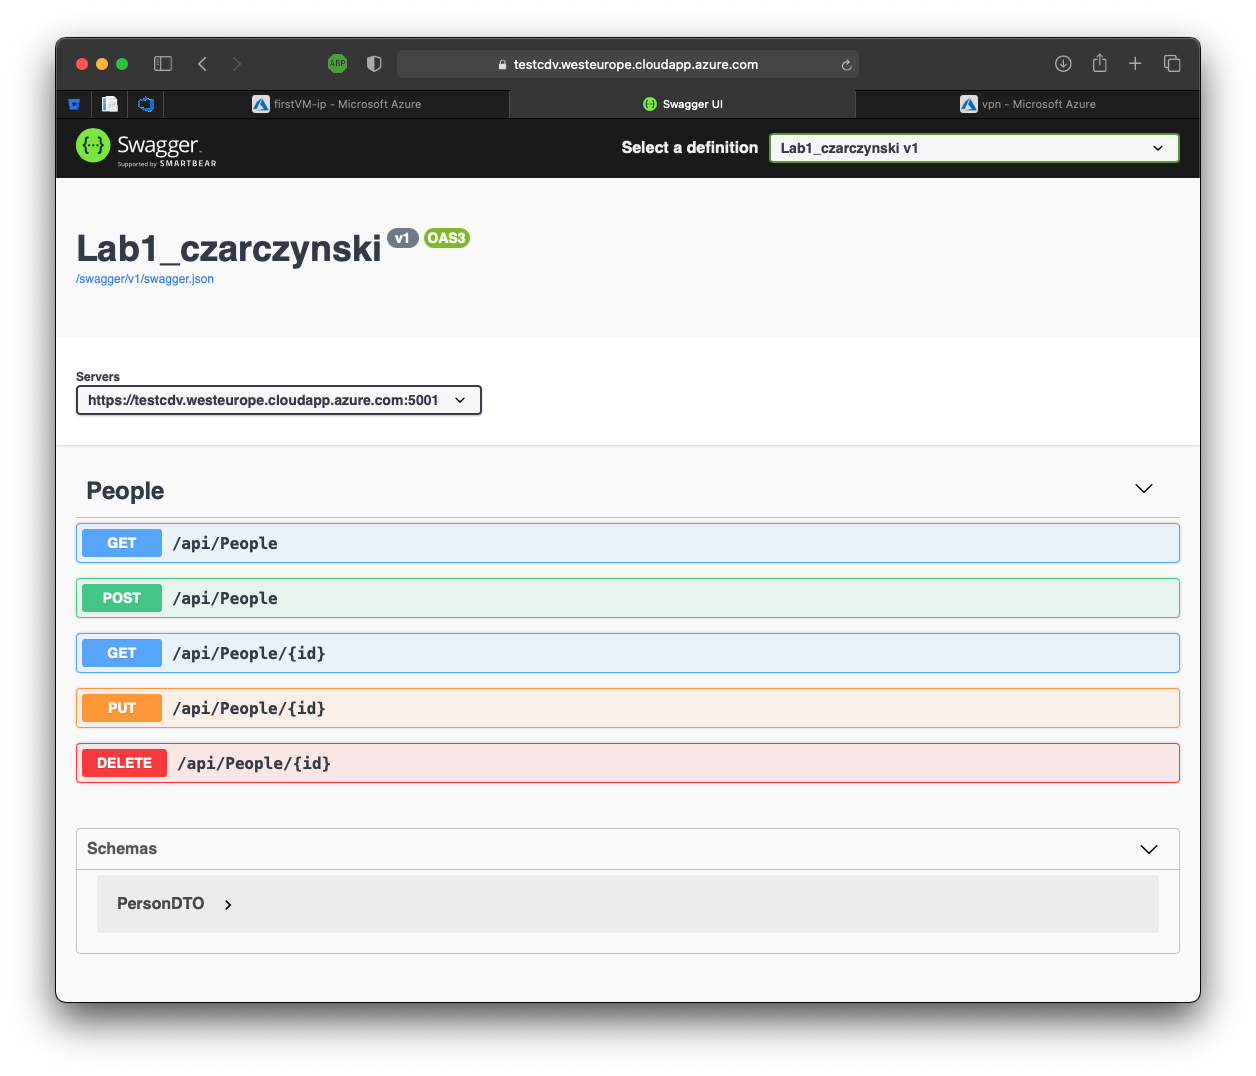 ABP
testcdv.westeurope.cloudapp.azure.com
firstVM-ip - Microsoft Azure
Swagger UI
vpn - Microsoft Azure
Swagger
Supported by SMARTBEAR
Select a definition
Lab1_czarczynski v1
Lab1_czarczynski v1 OAS3
/swagger/v1/swagger.json
Servers
https://testcdv.westeurope.cloudapp.azure.com:5001
People
GET /api/People
POST /api/People
GET /api/People/{id}
PUT /api/People/{id}
DELETE /api/People/{id}
Schemas
PersonDTO